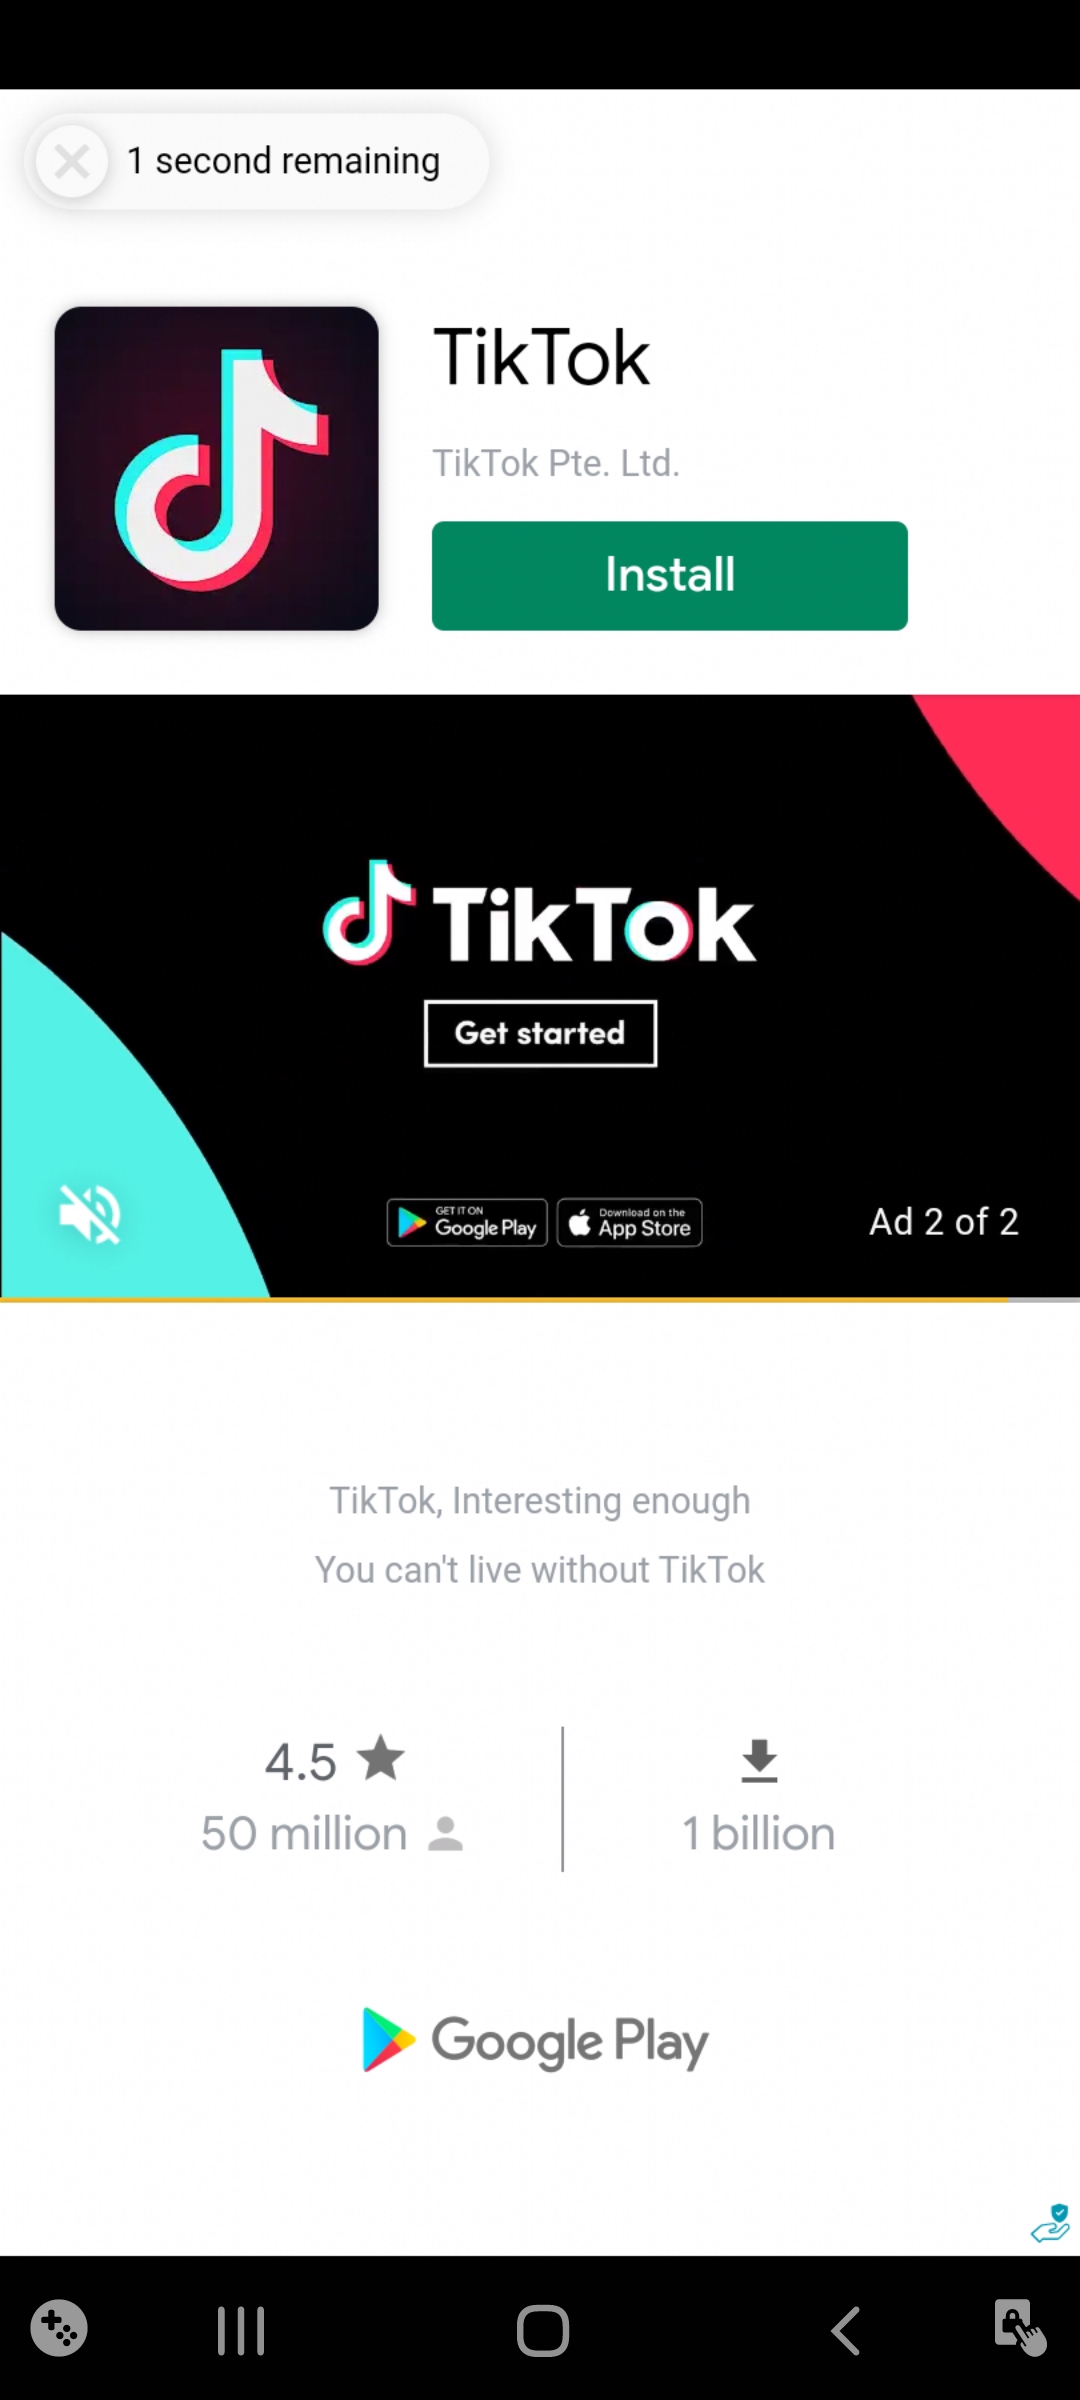 1 second remaining
TikTok
TikTok Pte. Ltd.
Install
TikTok
Get started
GET IT ON
Google Play
Download on the
App Store
Ad 2 of 2
TikTok, Interesting enough
You can't live without TikTok
4.5
50 million
1 billion
Google Play